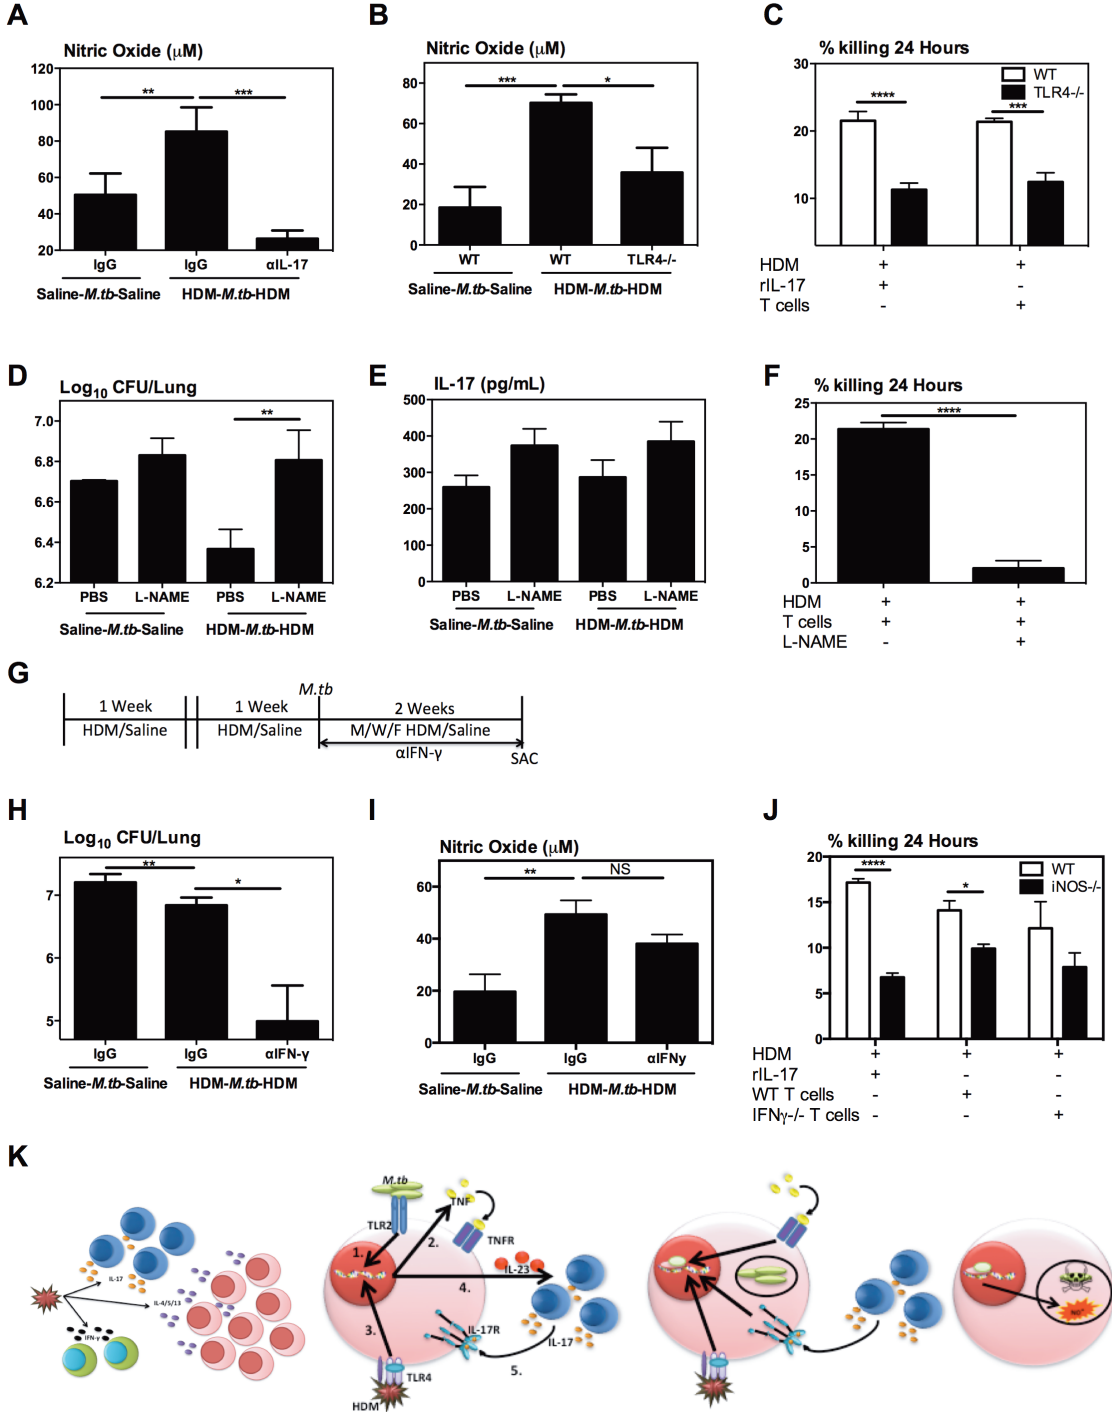 A
Nitric Oxide (μM)
120
100
80
60
40
20
** ***
IgG IgG αIL-17
Saline-M.tb-Saline HDM-M.tb-HDM
B
Nitric Oxide (μM)
80
60
40
20
0
*** *
WT WT TLR4-/-
Saline-M.tb-Saline HDM-M.tb-HDM
C
% killing 24 Hours
30
20
10
WT
TLR4-/-
**** ***
HDM + +
rIL-17 + -
T cells - +
D
Log10 CFU/Lung
7.0
6.8
6.6
6.4
6.2
**
PBS L-NAME PBS L-NAME
Saline-M.tb-Saline HDM-M.tb-HDM
E
IL-17 (pg/mL)
500
400
300
200
100
0
PBS L-NAME PBS L-NAME
Saline-M.tb-Saline HDM-M.tb-HDM
F
% killing 24 Hours
25
20
15
10
5
0
****
HDM + +
T cells + +
L-NAME - +
G
M.tb
1 Week 1 Week 2 Weeks
HDM/Saline HDM/Saline M/W/F HDM/Saline
αIFN-γ
SAC
H
Log10 CFU/Lung
7
6
5
** *
IgG IgG αIFN-γ
Saline-M.tb-Saline HDM-M.tb-HDM
I
Nitric Oxide (μM)
60
40
20
0
** NS
IgG IgG αIFNγ
Saline-M.tb-Saline HDM-M.tb-HDM
J
% killing 24 Hours
20
15
10
5
0
WT
iNOS-/-
**** *
HDM + + +
rIL-17 + - -
WT T cells - + -
IFNγ-/- T cells - - +
K
IL-17
IL-4/5/13
IFN-γ
M.tb
TLR2
TNF
TNFR
1.
2.
IL-23
4.
3.
IL-17R
IL-17
5.
TLR4
HDM
NO